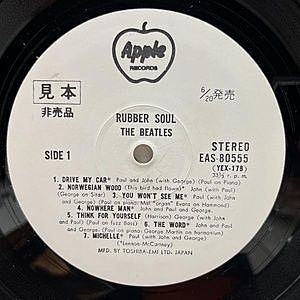 Apple
RECORDS
見本
非売品
6/20発売
RUBBER SOUL
THE BEATLES
SIDE 1
STEREO
EAS-80555
(YEX-178)
33⅓ r.p.m.
1. DRIVE MY CAR* Paul and John (with George) (Paul on Piano)
2. NORWEGIAN WOOD (This bird had flown)* John (with Paul)
(George on Sitar) 3. YOU WON'T SEE ME* Paul (with John and
George) (Paul on piano; Mal "organ" Evans on Hammond)
4. NOWHERE MAN* John and Paul and George
5. THINK FOR YOURSELF (Harrison) George (with John
and Paul) (Paul on fuzz Bass) 6. THE WORD* John and Paul
and George. (Paul on piano; George Martin on harmonium)
7. MICHELLE* Paul (with John and George)
(*Lennon-McCartney)
MFD. BY TOSHIBA-EMI LTD. JAPAN